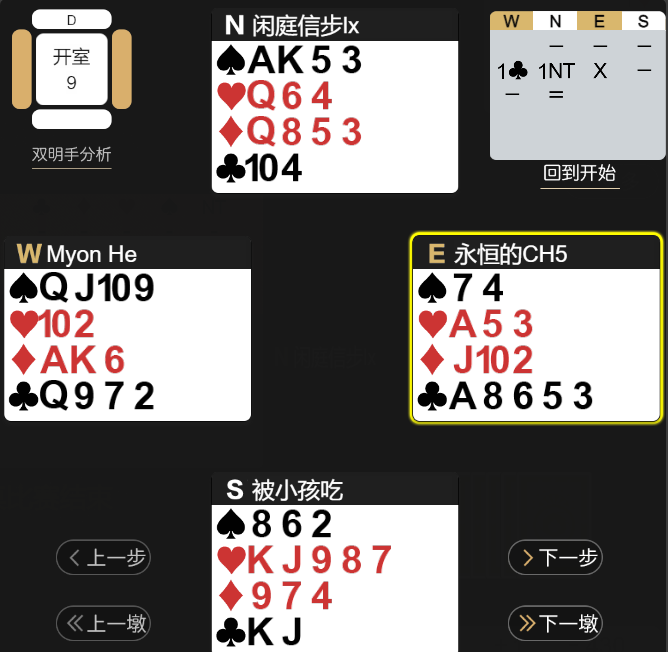 D
开室
9
双明手分析
N 闲庭信步lx
♠AK53
♥Q64
♦Q853
♣104
W N E S
– – –
1♣ 1NT X –
– =
回到开始
W Myon He
♠QJ109
♥102
♦AK6
♣Q972
E 永恒的CH5
♠74
♥A53
♦J102
♣A8653
S 被小孩吃
♠862
♥KJ987
♦974
♣KJ
上一步
下一步
上一墩
下一墩